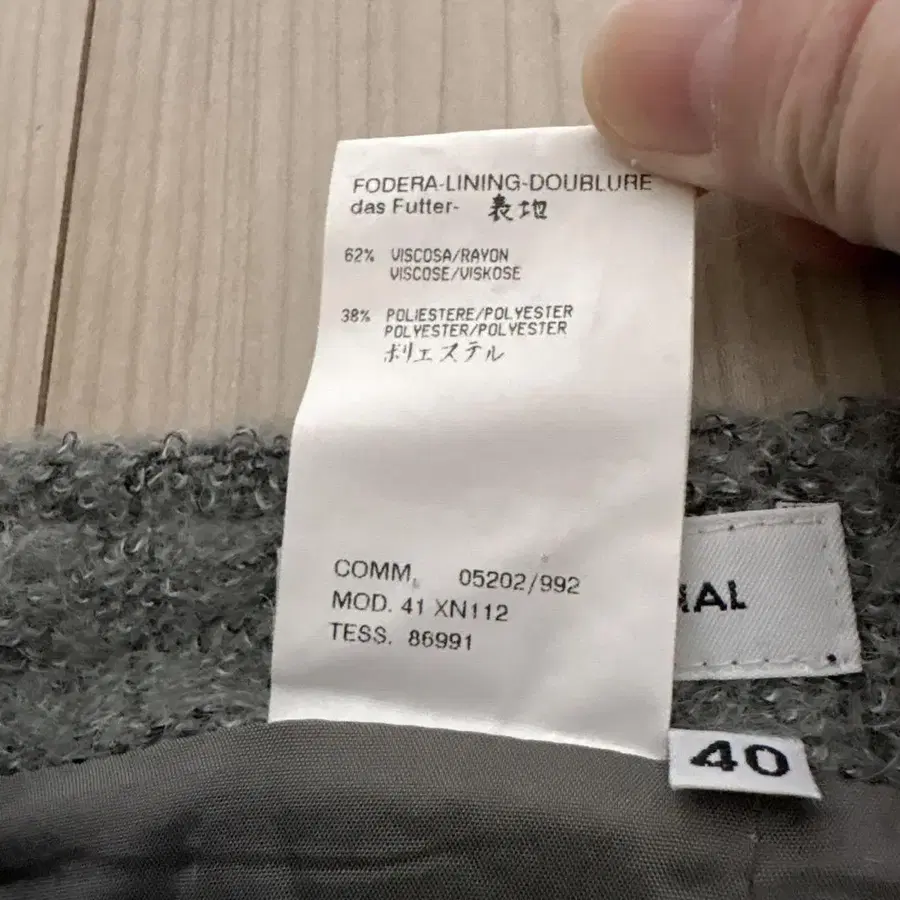 FODERA-LINING-DOUBLURE
das Futter- 表地
62% VISCOSA/RAYON
VISCOSE/VISKOSE
38% POLIESTERE/POLYESTER
POLYESTER/POLYESTER
ポリエステル
COMM. 05202/992
MOD. 41 XN112
TESS. 86991
IAL
40